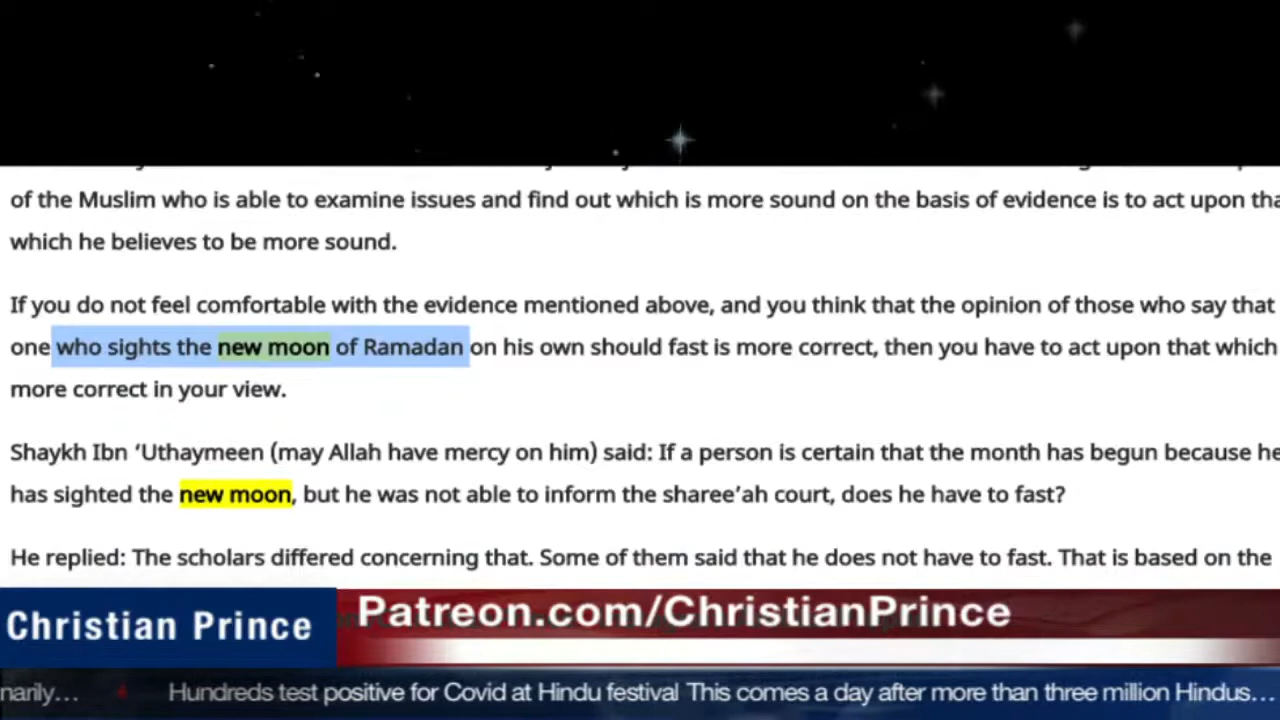 of the Muslim who is able to examine issues and find out which is more sound on the basis of evidence is to act upon
which he believes to be more sound.
If you do not feel comfortable with the evidence mentioned above, and you think that the opinion of those who say that
one who sights the new moon of Ramadan on his own should fast is more correct, then you have to act upon that which
more correct in your view.
Shaykh Ibn ‘Uthaymeen (may Allah have mercy on him) said: If a person is certain that the month has begun because he
has sighted the new moon, but he was not able to inform the sharee’ah court, does he have to fast?
He replied: The scholars differed concerning that. Some of them said that he does not have to fast. That is based on the
Christian Prince
Patreon.com/ChristianPrince
narily... Hundreds test positive for Covid at Hindu festival This comes a day after more than three million Hindus...